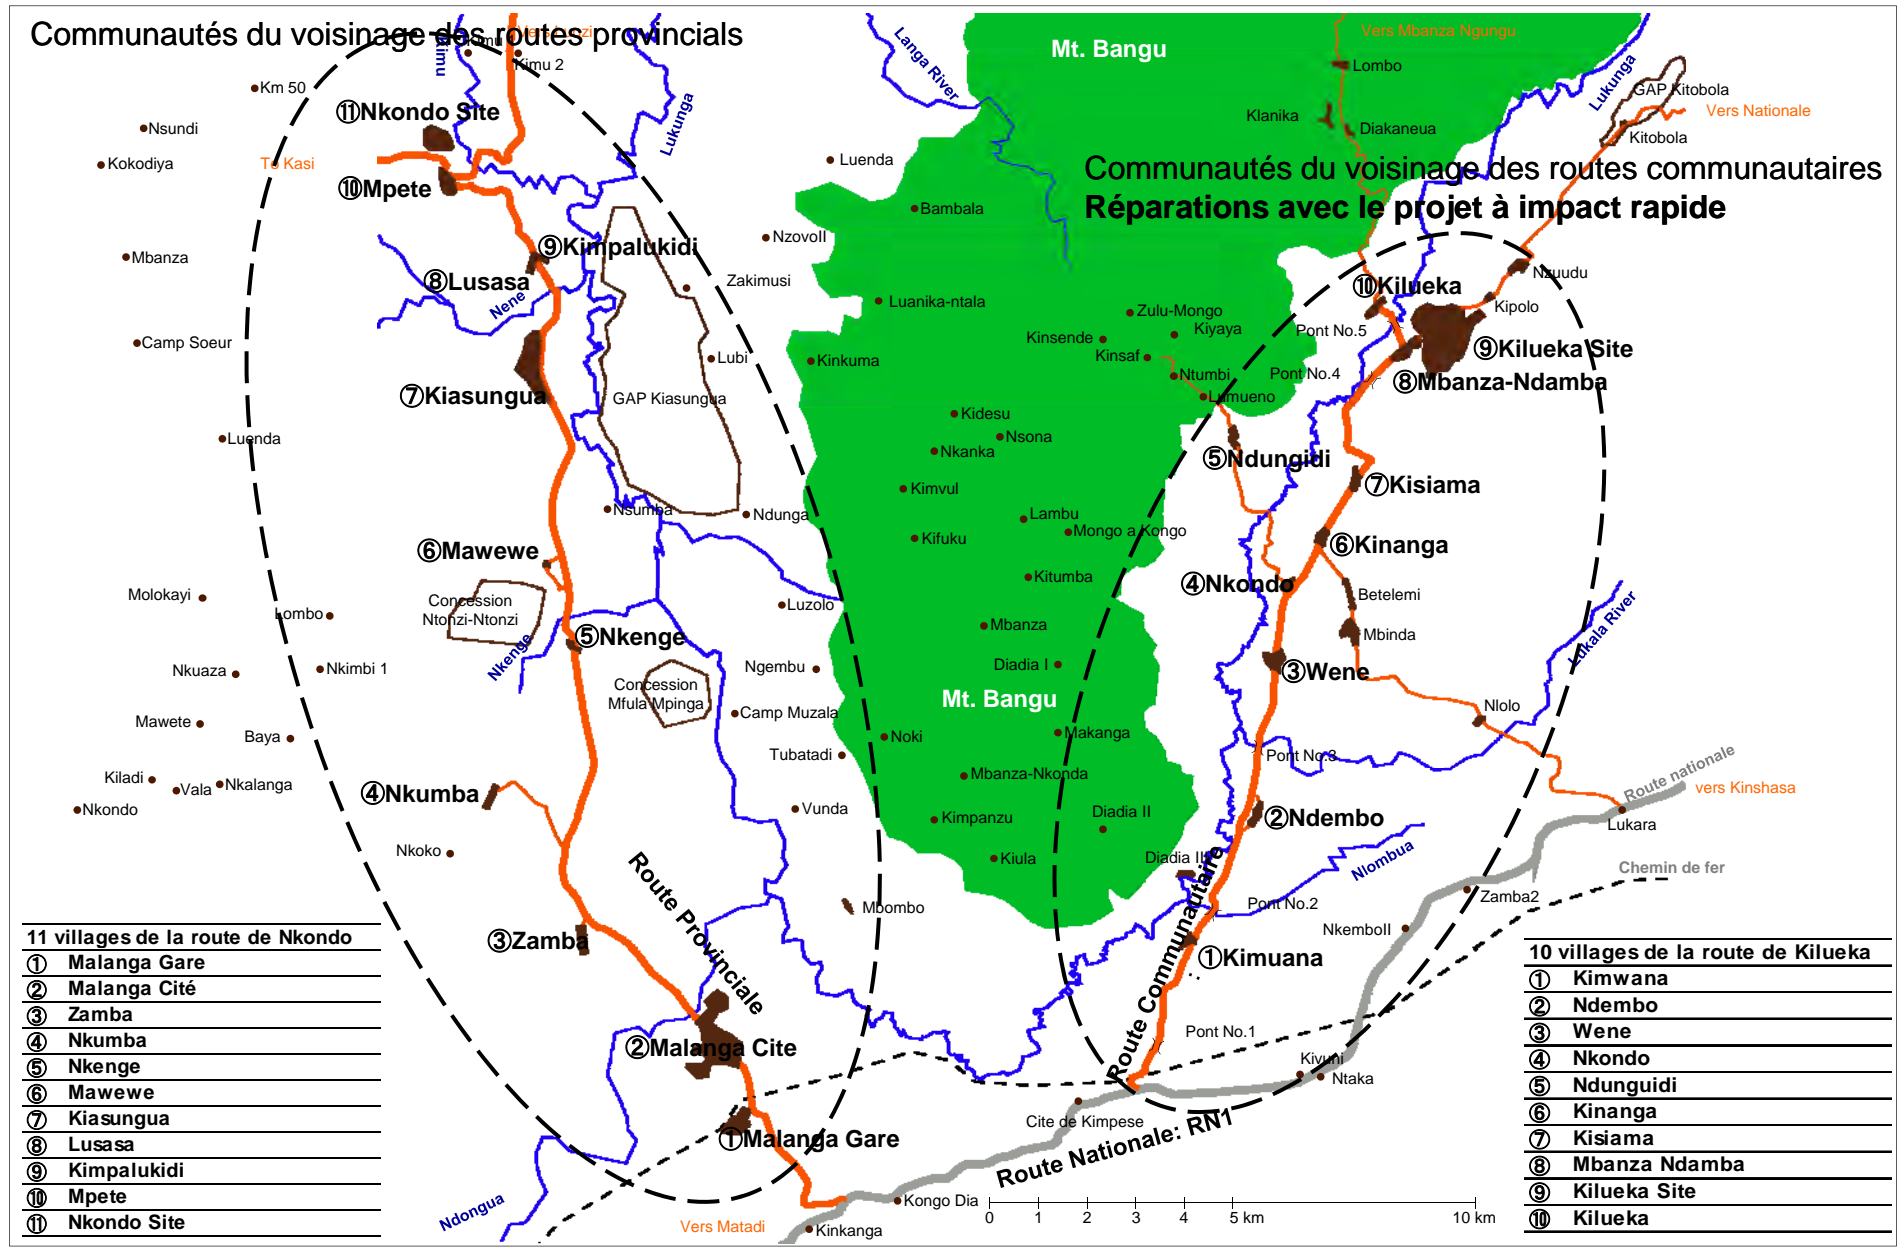 Communautés du voisinage des routes provincials
Vers Luozi
Kimu
Kimu 2
Kimu
Km 50
⑪Nkondo Site
Nsundi
Kokodiya
To Kasi
⑩Mpete
Lukunga
Langa River
Mt. Bangu
Vers Mbanza Ngungu
Lombo
Lukunga
GAP Kitobola
Vers Nationale
Kitobola
Klanika
Diakaneua
Communautés du voisinage des routes communautaires
Réparations avec le projet à impact rapide
Luenda
Bambala
NzovoII
Zakimusi
Mbanza
⑨Kimpalukidi
⑧Lusasa
Nene
Luanika-ntala
Zulu-Mongo
Kiyaya
Kinsende
Kinsaf
Ntumbi
Lumueno
Pont No.5
Pont No.4
⑩Kilueka
Nzuudu
Kipolo
⑨Kilueka Site
⑧Mbanza-Ndamba
Camp Soeur
Lubi
Kinkuma
⑦Kiasungua
GAP Kiasungua
Luenda
Kidesu
Nsona
Nkanka
Kimvul
⑤Ndungidi
⑦Kisiama
Nsumba
Ndunga
Lambu
Mongo a Kongo
Kifuku
⑥Mawewe
⑥Kinanga
Kitumba
④Nkondo
Betelemi
Molokayi
Lombo
Concession
Ntonzi-Ntonzi
Luzolo
Mbanza
Mbinda
Lukala River
⑤Nkenge
Nkenge
Nkuaza
Nkimbi 1
Ngembu
Diadia I
③Wene
Concession
Mfula Mpinga
Mt. Bangu
Camp Muzala
Nlolo
Mawete
Baya
Noki
Makanga
Tubatadi
Pont No.3
Route nationale
vers Kinshasa
Kiladi
Vala
Nkalanga
Nkondo
④Nkumba
Mbanza-Nkonda
Vunda
Kimpanzu
Diadia II
②Ndembo
Lukara
Nkoko
Kiula
Diadia II
Nlombua
Chemin de fer
Route Provinciale
Mbombo
Pont No.2
Zamba2
NkemboII
③Zamba
①Kimuana
Route Communautaire
Pont No.1
②Malanga Cite
Kivuni
Ntaka
Cite de Kimpese
①Malanga Gare
Route Nationale: RN1
Kongo Dia
Ndongua
Vers Matadi
Kinkanga
0 1 2 3 4 5 km 10 km
11 villages de la route de Nkondo
① Malanga Gare
② Malanga Cité
③ Zamba
④ Nkumba
⑤ Nkenge
⑥ Mawewe
⑦ Kiasungua
⑧ Lusasa
⑨ Kimpalukidi
⑩ Mpete
⑪ Nkondo Site
10 villages de la route de Kilueka
① Kimwana
② Ndembo
③ Wene
④ Nkondo
⑤ Ndunguidi
⑥ Kinanga
⑦ Kisiama
⑧ Mbanza Ndamba
⑨ Kilueka Site
⑩ Kilueka